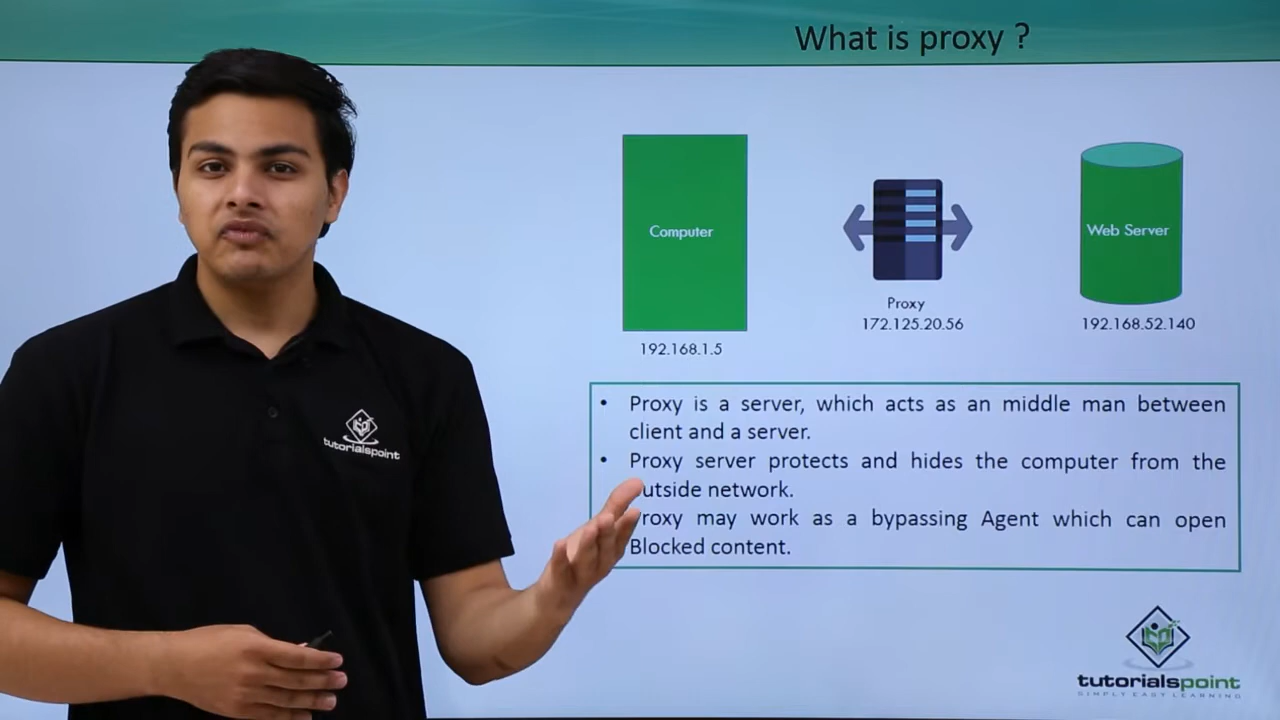 What is proxy ?
Computer
Web Server
Proxy
172.125.20.56
192.168.52.140
192.168.1.5
• Proxy is a server, which acts as an middle man between
client and a server.
• Proxy server protects and hides the computer from the
utside network.
roxy may work as a bypassing Agent which can open
Blocked content.
tutorialspoint
tutorialspoint
SIMPLY EASY LEARNING